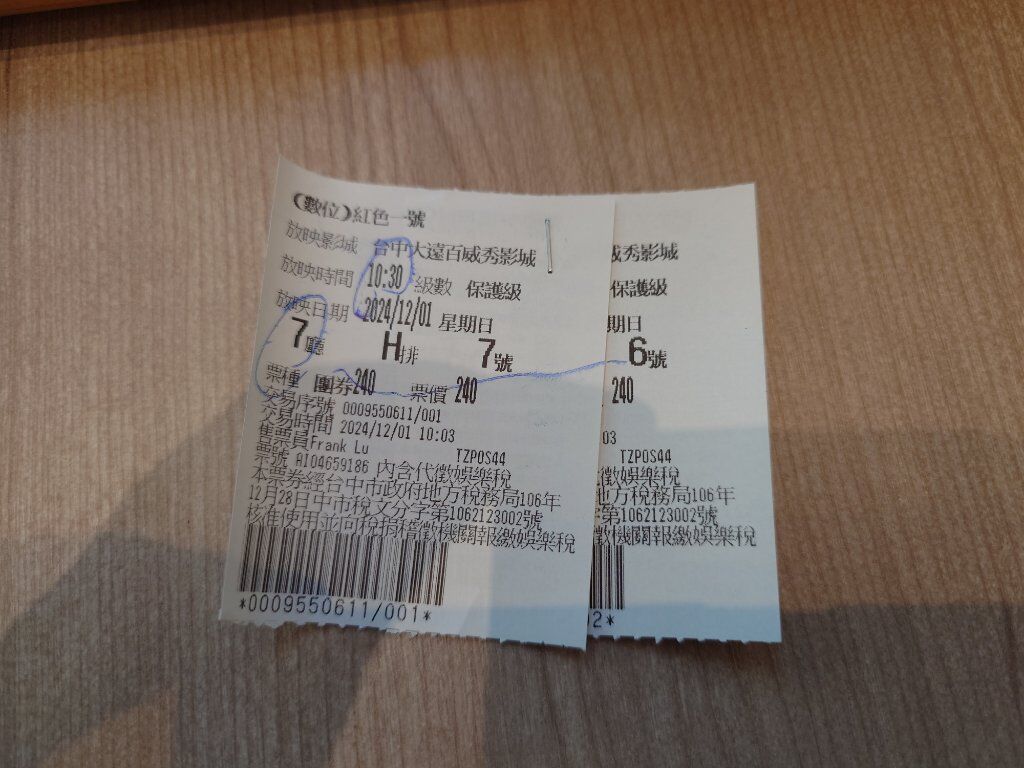 (數位)紅色一號
放映影城 台中大遠百威秀影城
放映時間 10:30 級數 保護級
放映日期 2024/12/01 星期日
7廳 H排 7號
票種 團券240 票價 240
交易序號 0009550611/001
交易時間 2024/12/01 10:03
售票員Frank Lu TZPOS44
票號 AI04659186 內含代徵娛樂稅
本票券經台中市政府地方稅務局106年
12月28日中市稅文分字第1062123002號
核准使用並向稅捐稽徵機關報繳娛樂稅
*0009550611/001*
威秀影城
保護級
期日
6號
240
03
TZPOS44
徵娛樂稅
地方稅務局106年
第1062123002號
徵機關報繳娛樂稅
02*